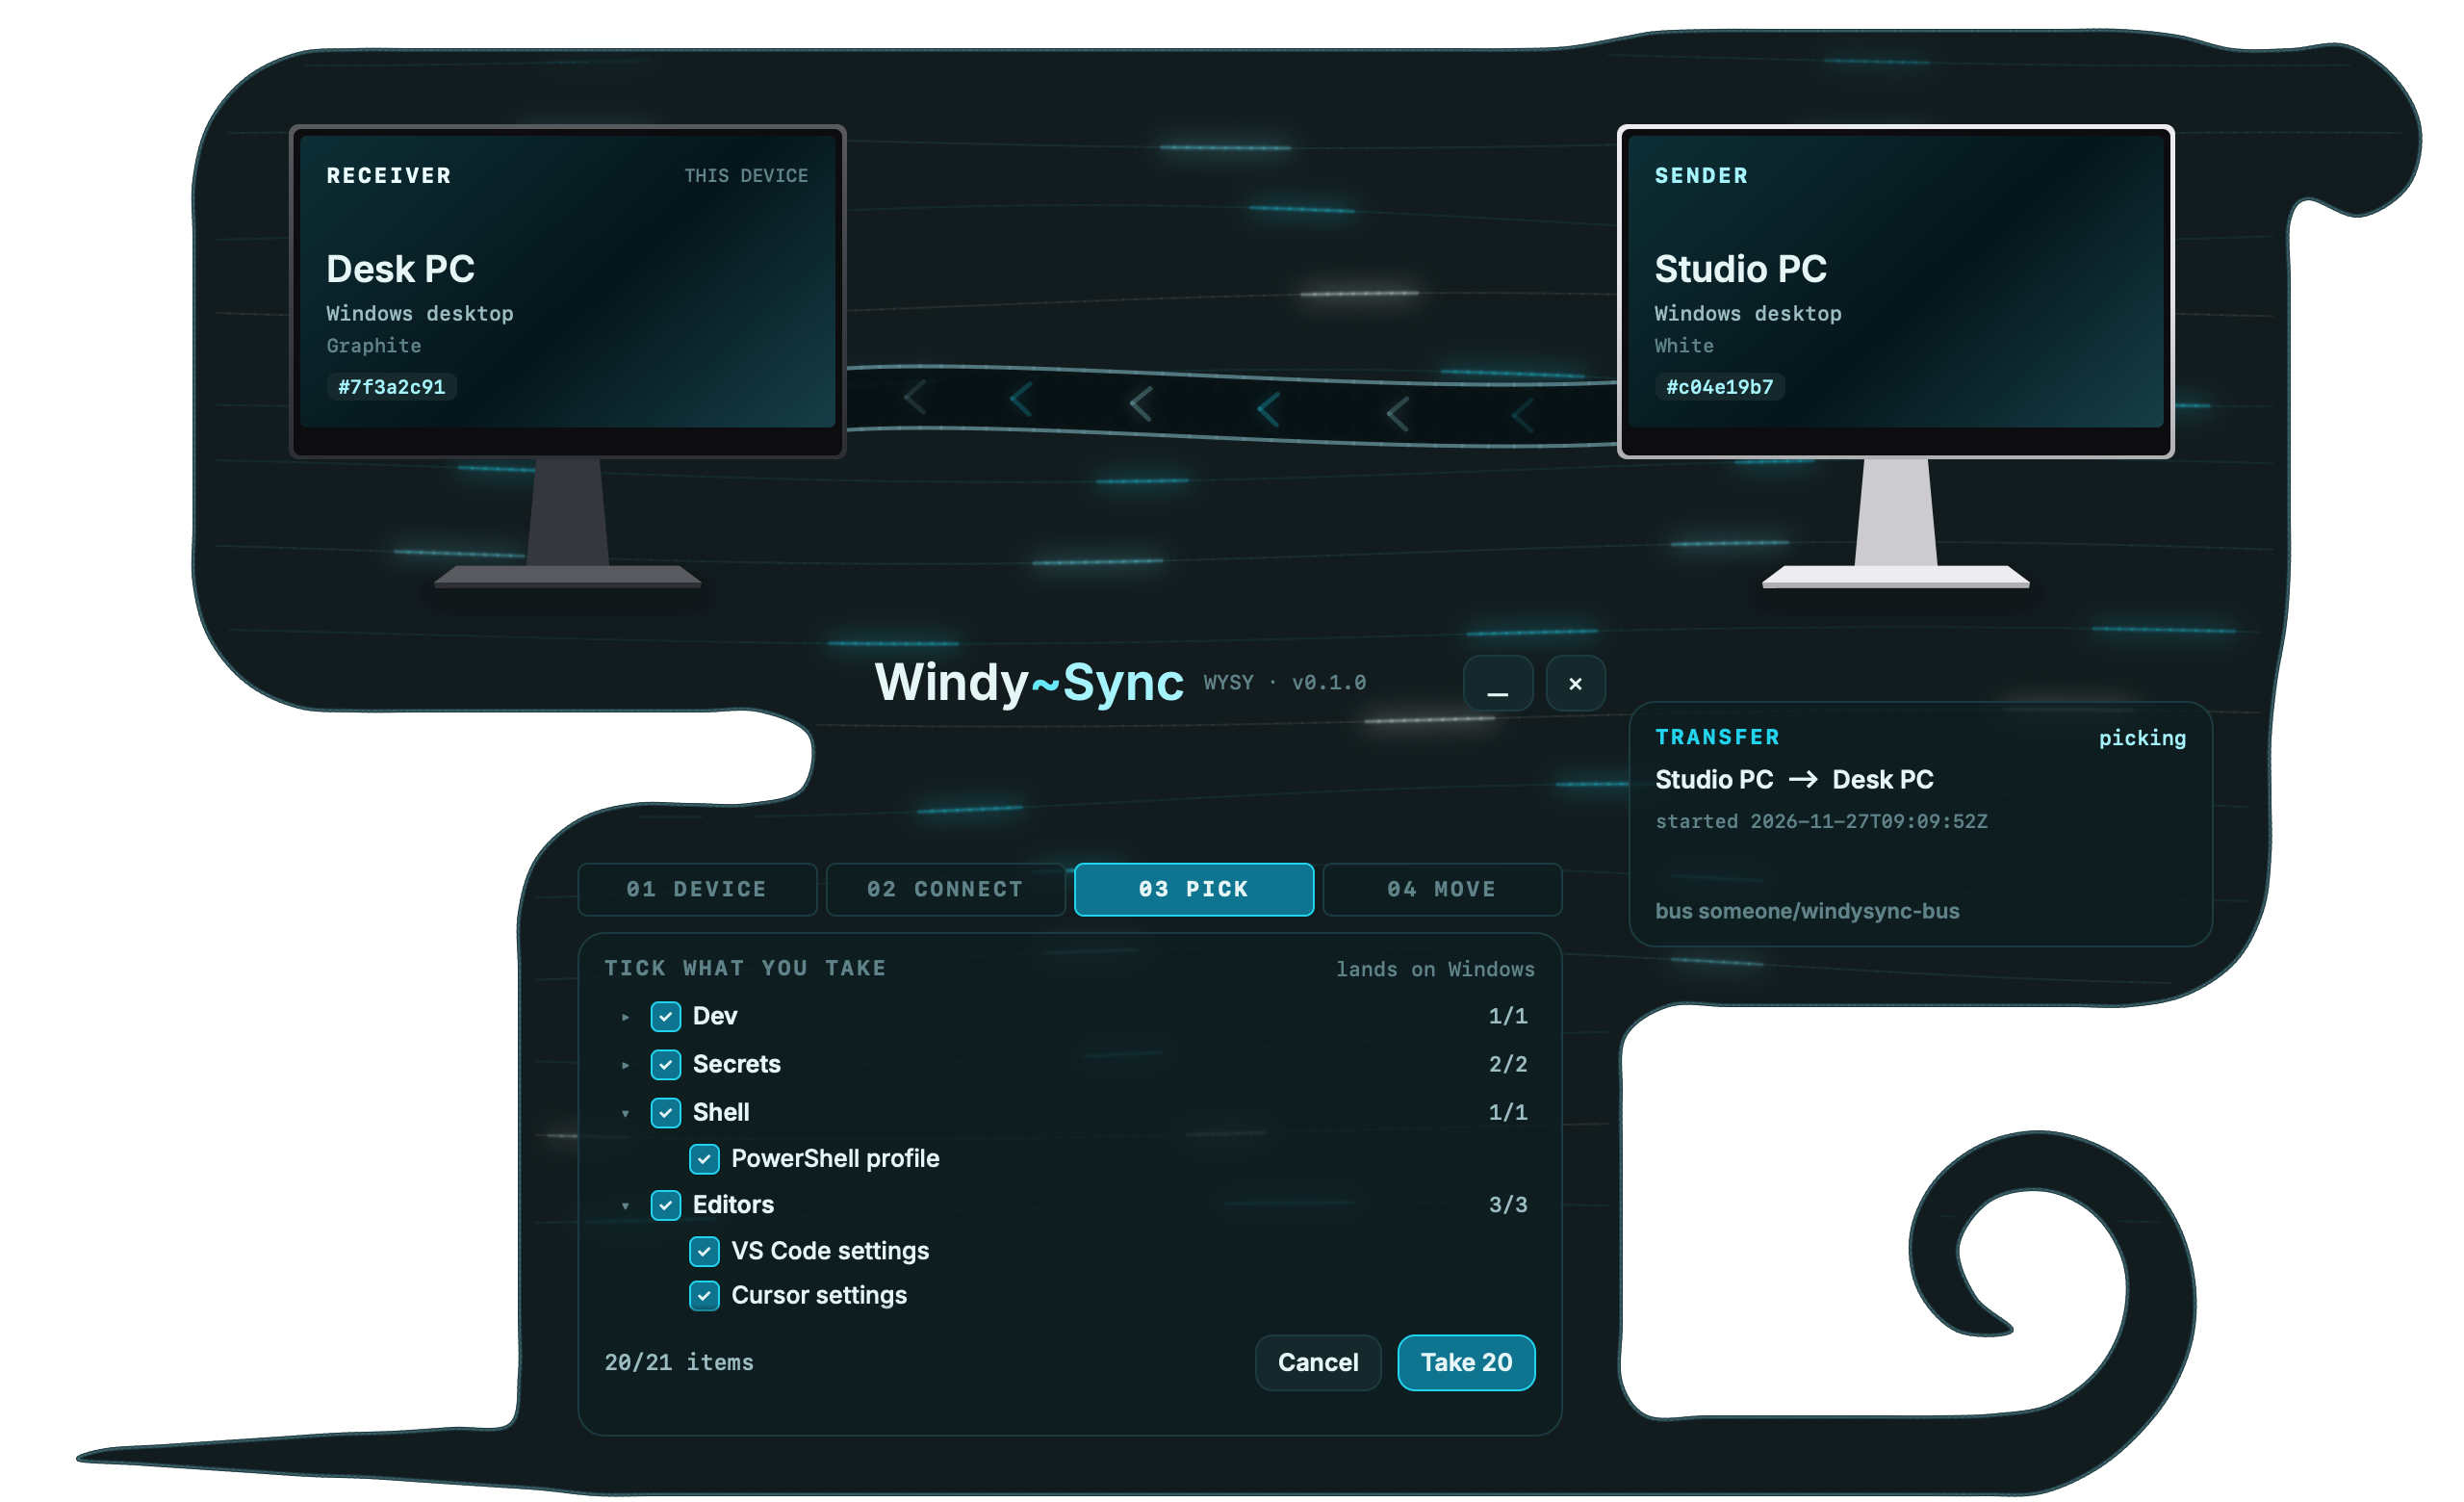 RECEIVER THIS DEVICE
Desk PC
Windows desktop
Graphite
#7f3a2c91
SENDER
Studio PC
Windows desktop
White
#c04e19b7
Windy~Sync WYSY · v0.1.0 _ ×
TRANSFER picking
Studio PC → Desk PC
started 2026-11-27T09:09:52Z
bus someone/windysync-bus
01 DEVICE 02 CONNECT 03 PICK 04 MOVE
TICK WHAT YOU TAKE lands on Windows
Dev 1/1
Secrets 2/2
Shell 1/1
PowerShell profile
Editors 3/3
VS Code settings
Cursor settings
20/21 items Cancel Take 20